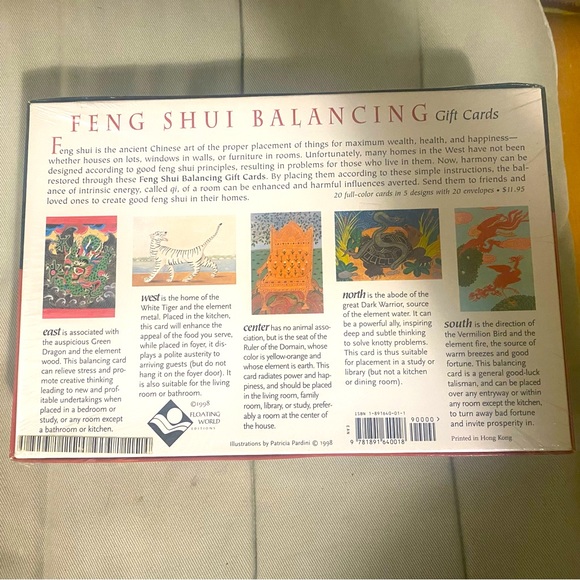 FENG SHUI BALANCING Gift Cards
Feng shui is the ancient Chinese art of the proper placement of things for maximum wealth, health, and happiness—
whether houses on lots, windows in walls, or furniture in rooms. Unfortunately, many homes in the West have not been
designed according to good feng shui principles, resulting in problems for those who live in them. Now, harmony can be
restored through these Feng Shui Balancing Gift Cards. By placing them according to these simple instructions, the bal-
ance of intrinsic energy, called qi, of a room can be enhanced and harmful influences averted. Send them to friends and
loved ones to create good feng shui in their homes.
20 full-color cards in 5 designs with 20 envelopes • $11.95
east is associated with
the auspicious Green
Dragon and the element
wood. This balancing card
can relieve stress and pro-
mote creative thinking
leading to new and prof-
itable undertakings when
placed in a bedroom or
study, or any room except
a bathroom or kitchen.
west is the home of the
White Tiger and the element
metal. Placed in the kitchen,
this card will enhance the
appeal of the food you serve,
while placed in foyer, it dis-
plays a polite austerity to
arriving guests (but do not
hang it on the foyer door). It
is also suitable for the living
room or bathroom.
center has no animal asso-
ciation, but is the seat of the
Ruler of the Domain, whose
color is yellow-orange and
whose element is earth. This
card radiates power and hap-
piness, and should be placed
in the living room, family
room, library, or study, prefer-
ably a room at the center of
the house.
north is the abode of the
great Dark Warrior, source
of the element water. It can
be a powerful ally, inspiring
deep and subtle thinking
to solve knotty problems.
This card is thus suitable
for placement in a study or
library (but not a kitchen
or dining room).
south is the direction of
the Vermilion Bird and the
element fire, the source of
warm breezes and good
fortune. This balancing
card is a general good-luck
talisman, and can be placed
over any entryway or within
any room except the kitchen,
to turn away bad fortune
and invite prosperity in.
©1998
FLOATING
WORLD
EDITIONS
Illustrations by Patricia Pardini © 1998
ISBN 1-891640-01-1
90000
9 781891 640018
Printed in Hong Kong